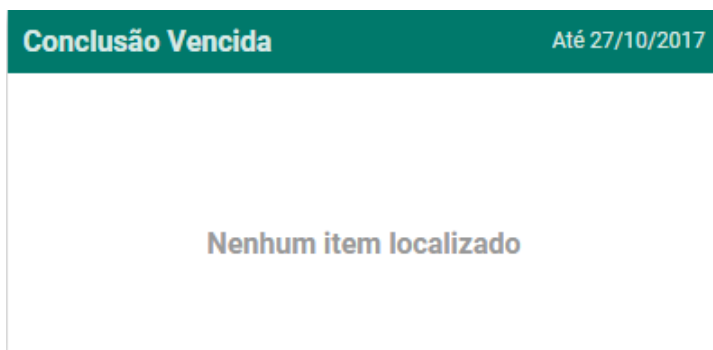 Conclusão Vencida Até 27/10/2017
Nenhum item localizado